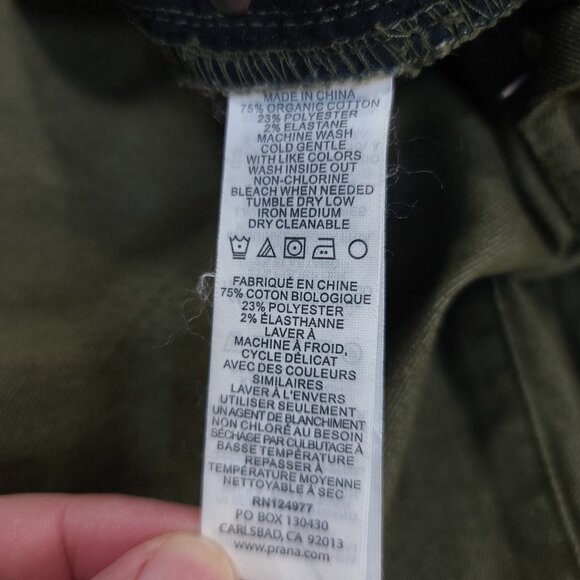 MADE IN CHINA
75% ORGANIC COTTON
23% POLYESTER
2% ELASTANE
MACHINE WASH
COLD GENTLE
WITH LIKE COLORS
WASH INSIDE OUT
NON-CHLORINE
BLEACH WHEN NEEDED
TUMBLE DRY LOW
IRON MEDIUM
DRY CLEANABLE
FABRIQUÉ EN CHINE
75% COTON BIOLOGIQUE
23% POLYESTER
2% ÉLASTHANNE
LAVER À
MACHINE À FROID,
CYCLE DÉLICAT
AVEC DES COULEURS
SIMILAIRES
LAVER À L'ENVERS
UTILISER SEULEMENT
UN AGENT DE BLANCHIMENT
NON CHLORÉ AU BESOIN
SÉCHAGE PAR CULBUTAGE À
BASSE TEMPÉRATURE
REPASSER À
TEMPÉRATURE MOYENNE
NETTOYABLE À SEC
RN124977
PO BOX 130430
CARLSBAD, CA 92013
www.prana.com